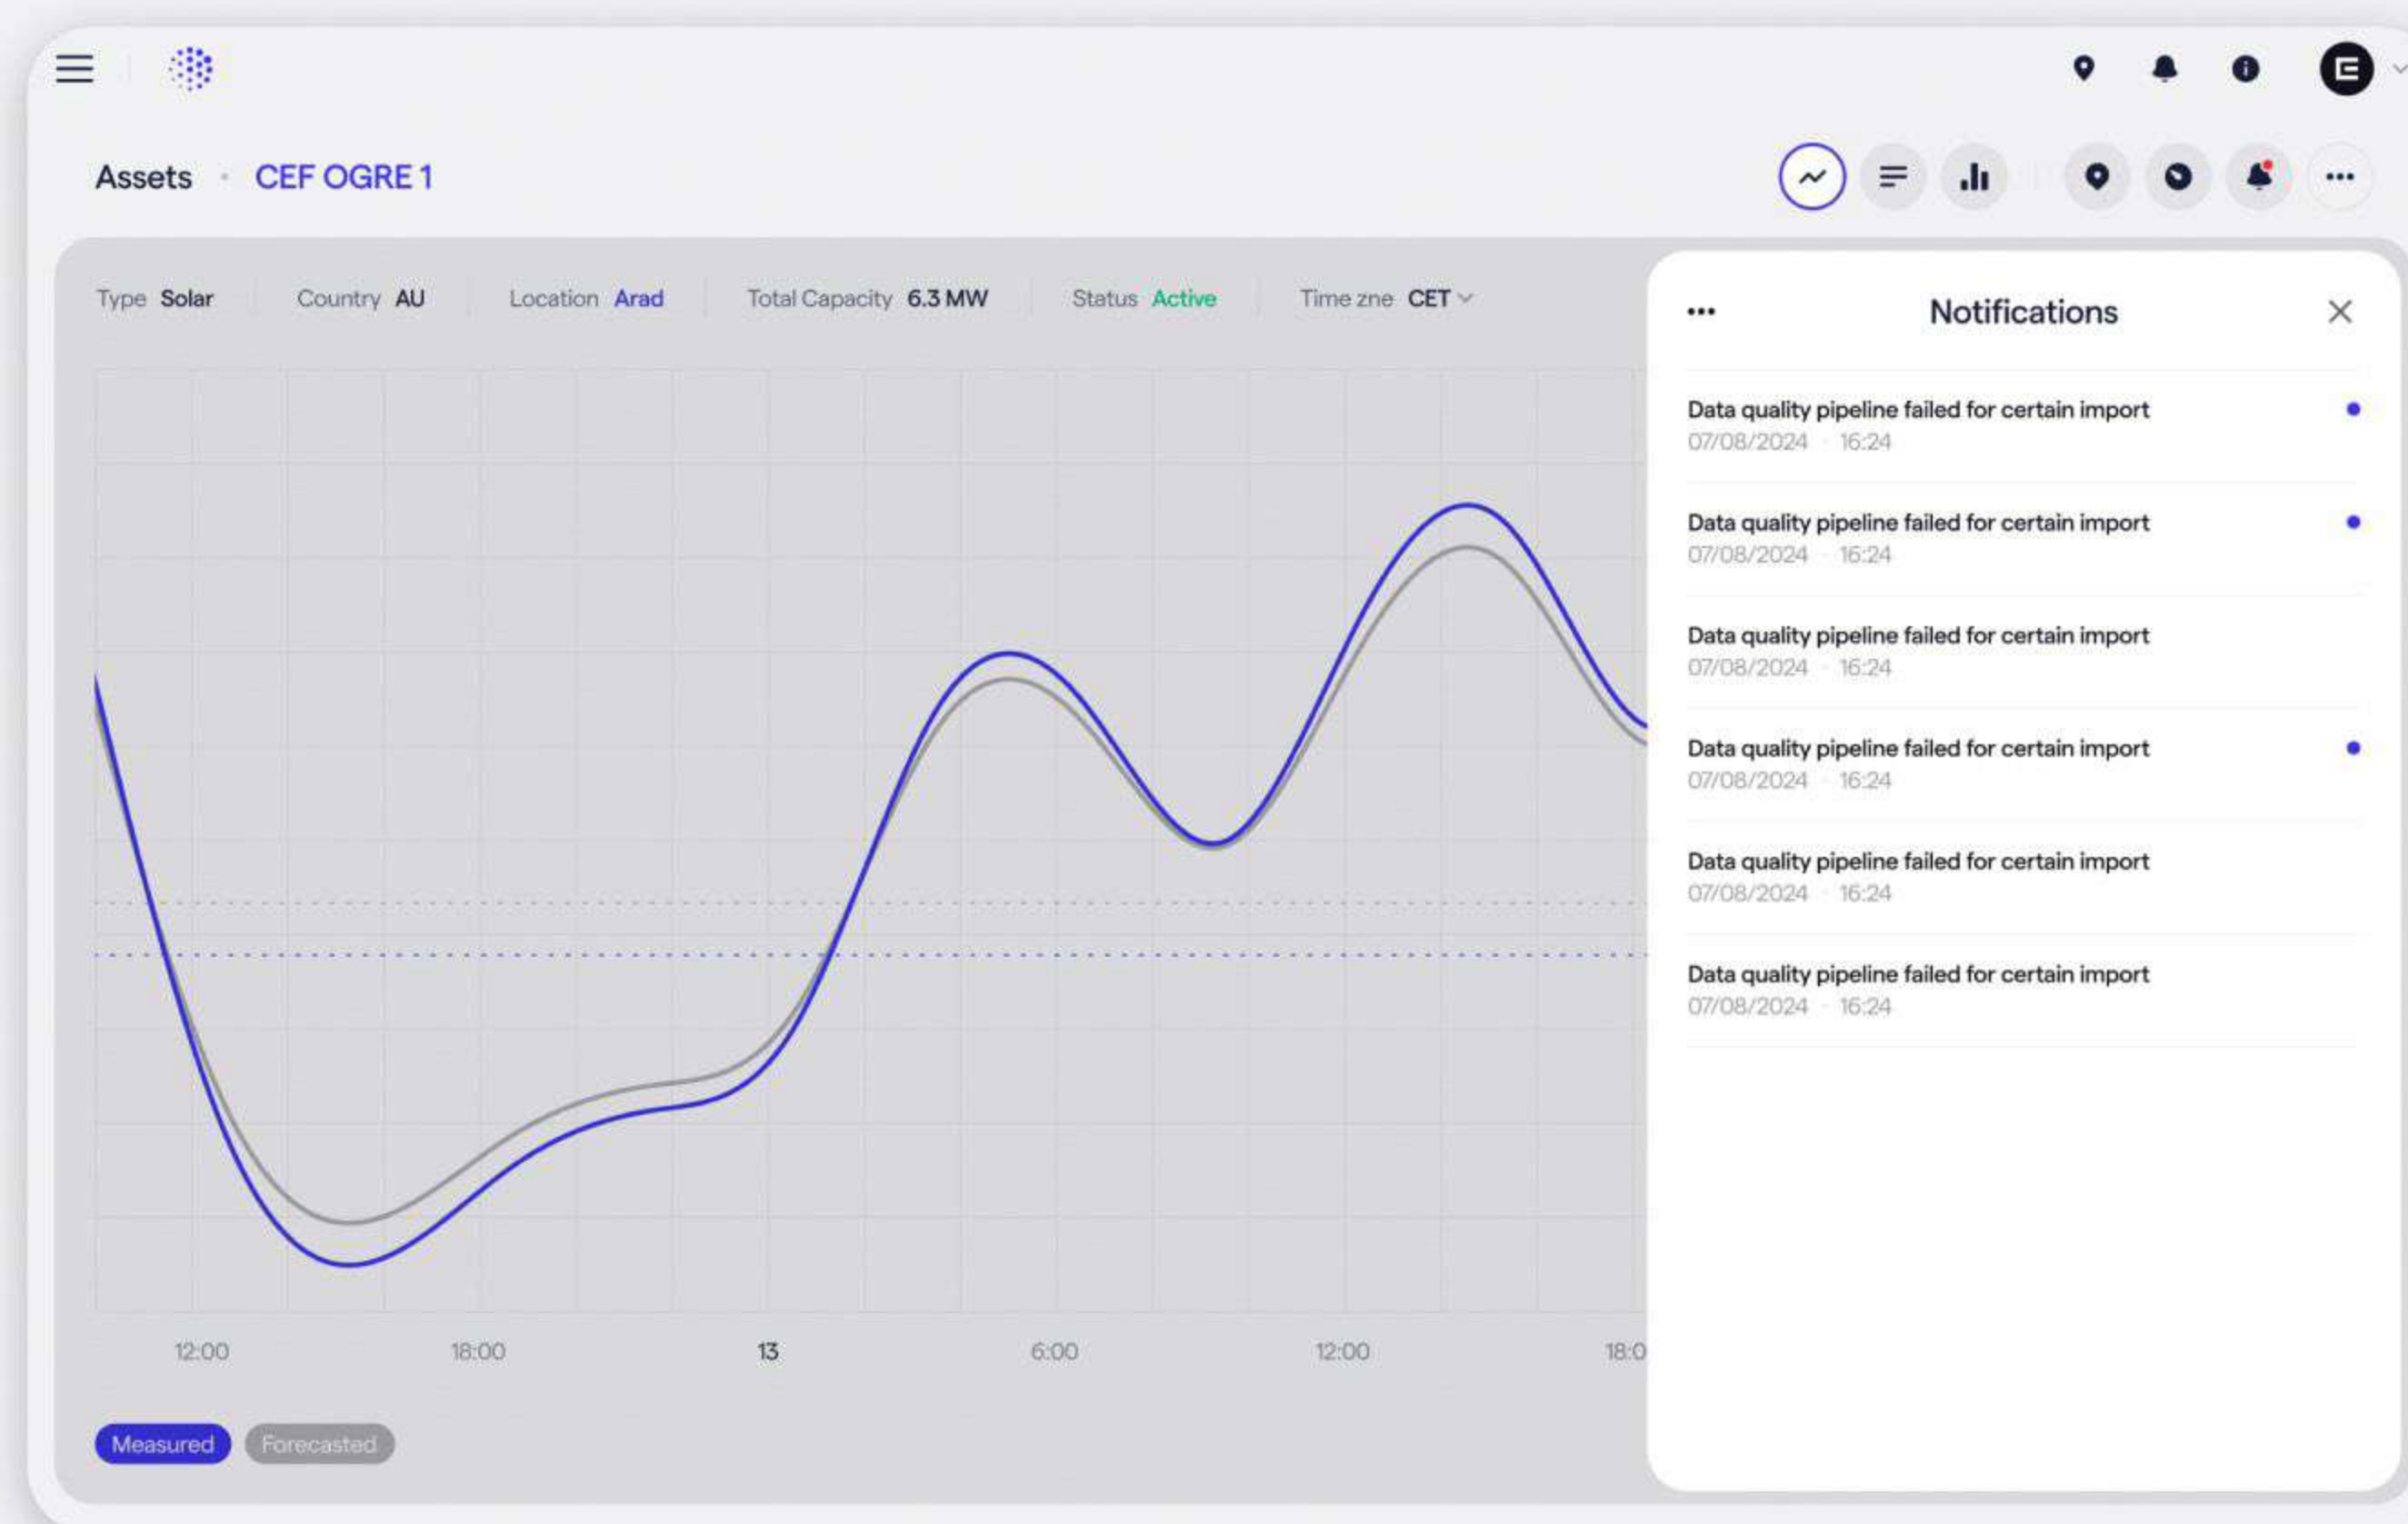 Assets • CEF OGRE 1
Type Solar Country AU Location Arad Total Capacity 6.3 MW Status Active Time zne CET
Notifications
Data quality pipeline failed for certain import
07/08/2024 · 16:24
Data quality pipeline failed for certain import
07/08/2024 · 16:24
Data quality pipeline failed for certain import
07/08/2024 · 16:24
Data quality pipeline failed for certain import
07/08/2024 · 16:24
Data quality pipeline failed for certain import
07/08/2024 · 16:24
Data quality pipeline failed for certain import
07/08/2024 · 16:24
12:00 18:00 13 6:00 12:00 18:0
Measured Forecasted